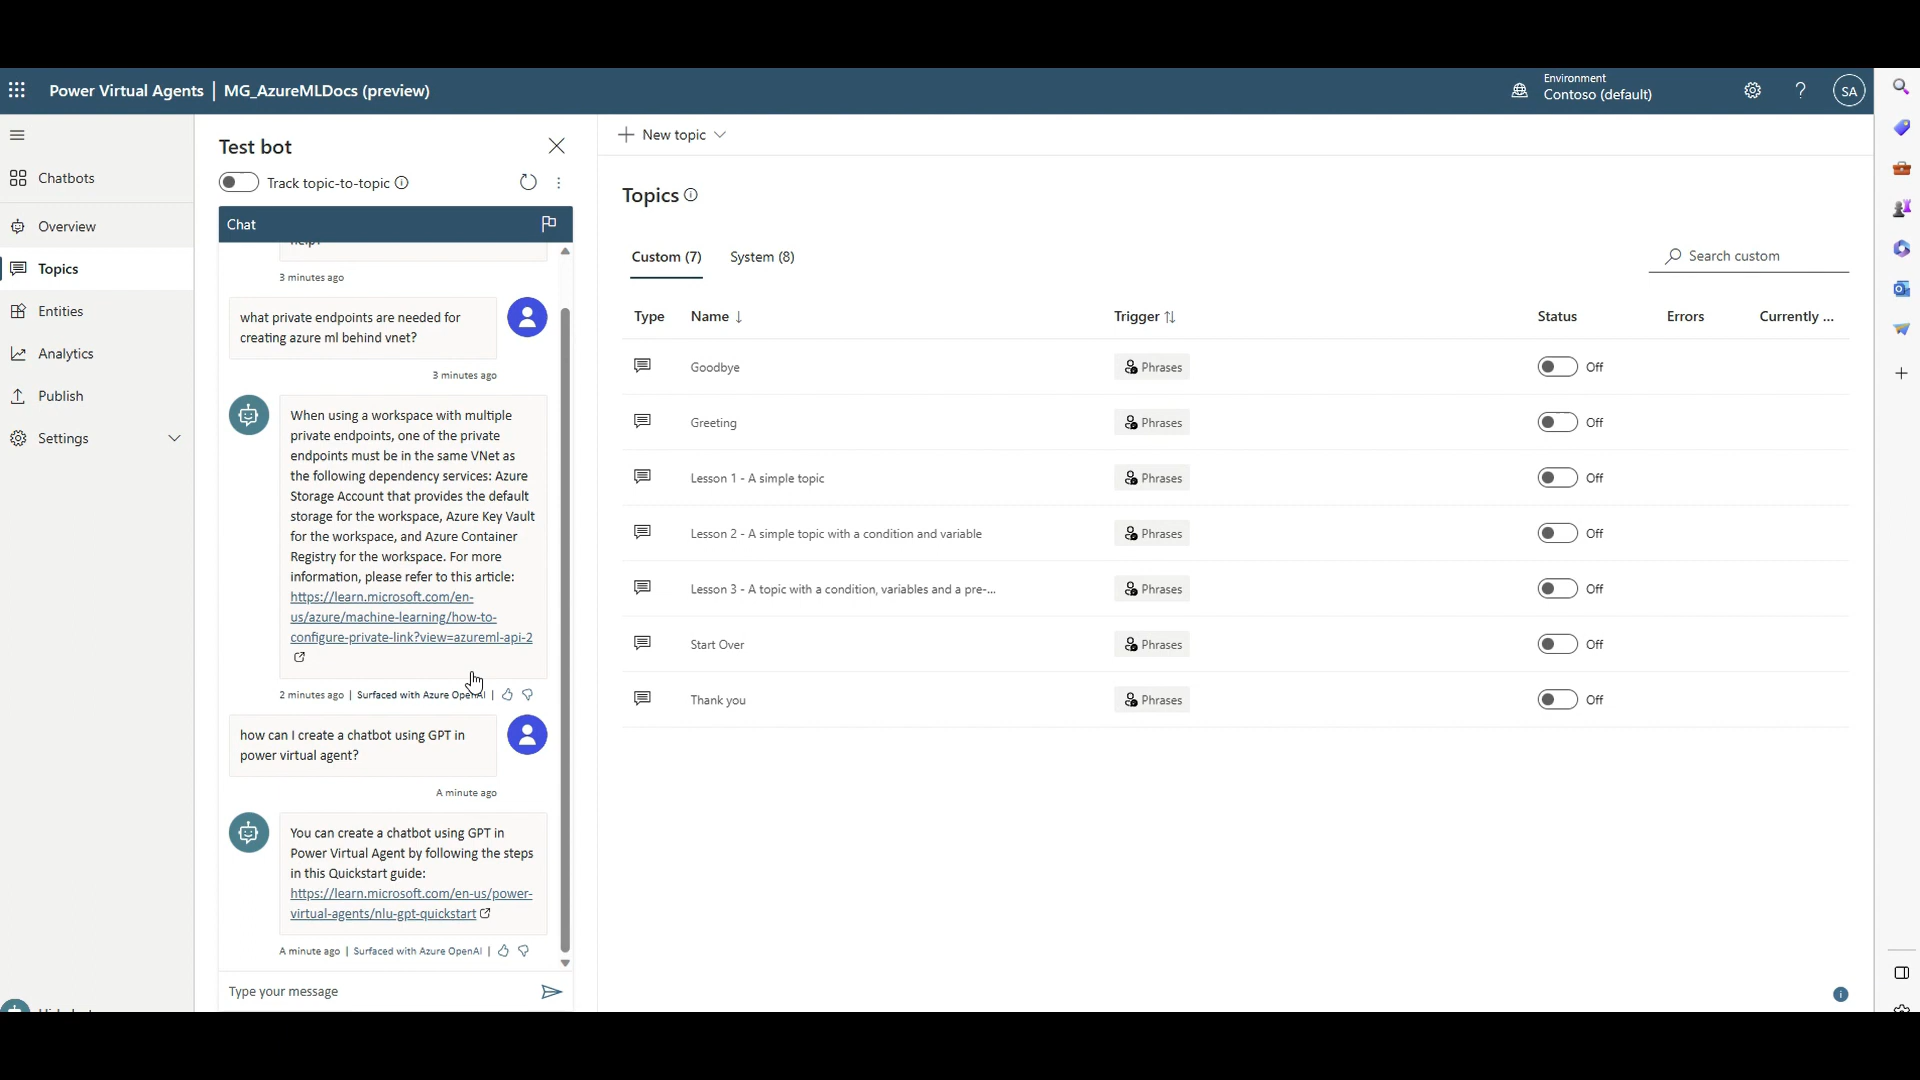 Power Virtual Agents | MG_AzureMLDocs (preview)
Environment
Contoso (default)
?
SA
Chatbots
Overview
Topics
Entities
Analytics
Publish
Settings
Test bot
Track topic-to-topic
Chat
help?
3 minutes ago
what private endpoints are needed for
creating azure ml behind vnet?
3 minutes ago
When using a workspace with multiple
private endpoints, one of the private
endpoints must be in the same VNet as
the following dependency services: Azure
Storage Account that provides the default
storage for the workspace, Azure Key Vault
for the workspace, and Azure Container
Registry for the workspace. For more
information, please refer to this article:
https://learn.microsoft.com/en-
us/azure/machine-learning/how-to-
configure-private-link?view=azureml-api-2
2 minutes ago | Surfaced with Azure OpenAI |
how can I create a chatbot using GPT in
power virtual agent?
A minute ago
You can create a chatbot using GPT in
Power Virtual Agent by following the steps
in this Quickstart guide:
https://learn.microsoft.com/en-us/power-
virtual-agents/nlu-gpt-quickstart
A minute ago | Surfaced with Azure OpenAI |
Type your message
New topic
Topics
Custom (7) System (8)
Search custom
Type Name ↓ Trigger ↑↓ Status Errors Currently ...
Goodbye Phrases Off
Greeting Phrases Off
Lesson 1 - A simple topic Phrases Off
Lesson 2 - A simple topic with a condition and variable Phrases Off
Lesson 3 - A topic with a condition, variables and a pre-... Phrases Off
Start Over Phrases Off
Thank you Phrases Off